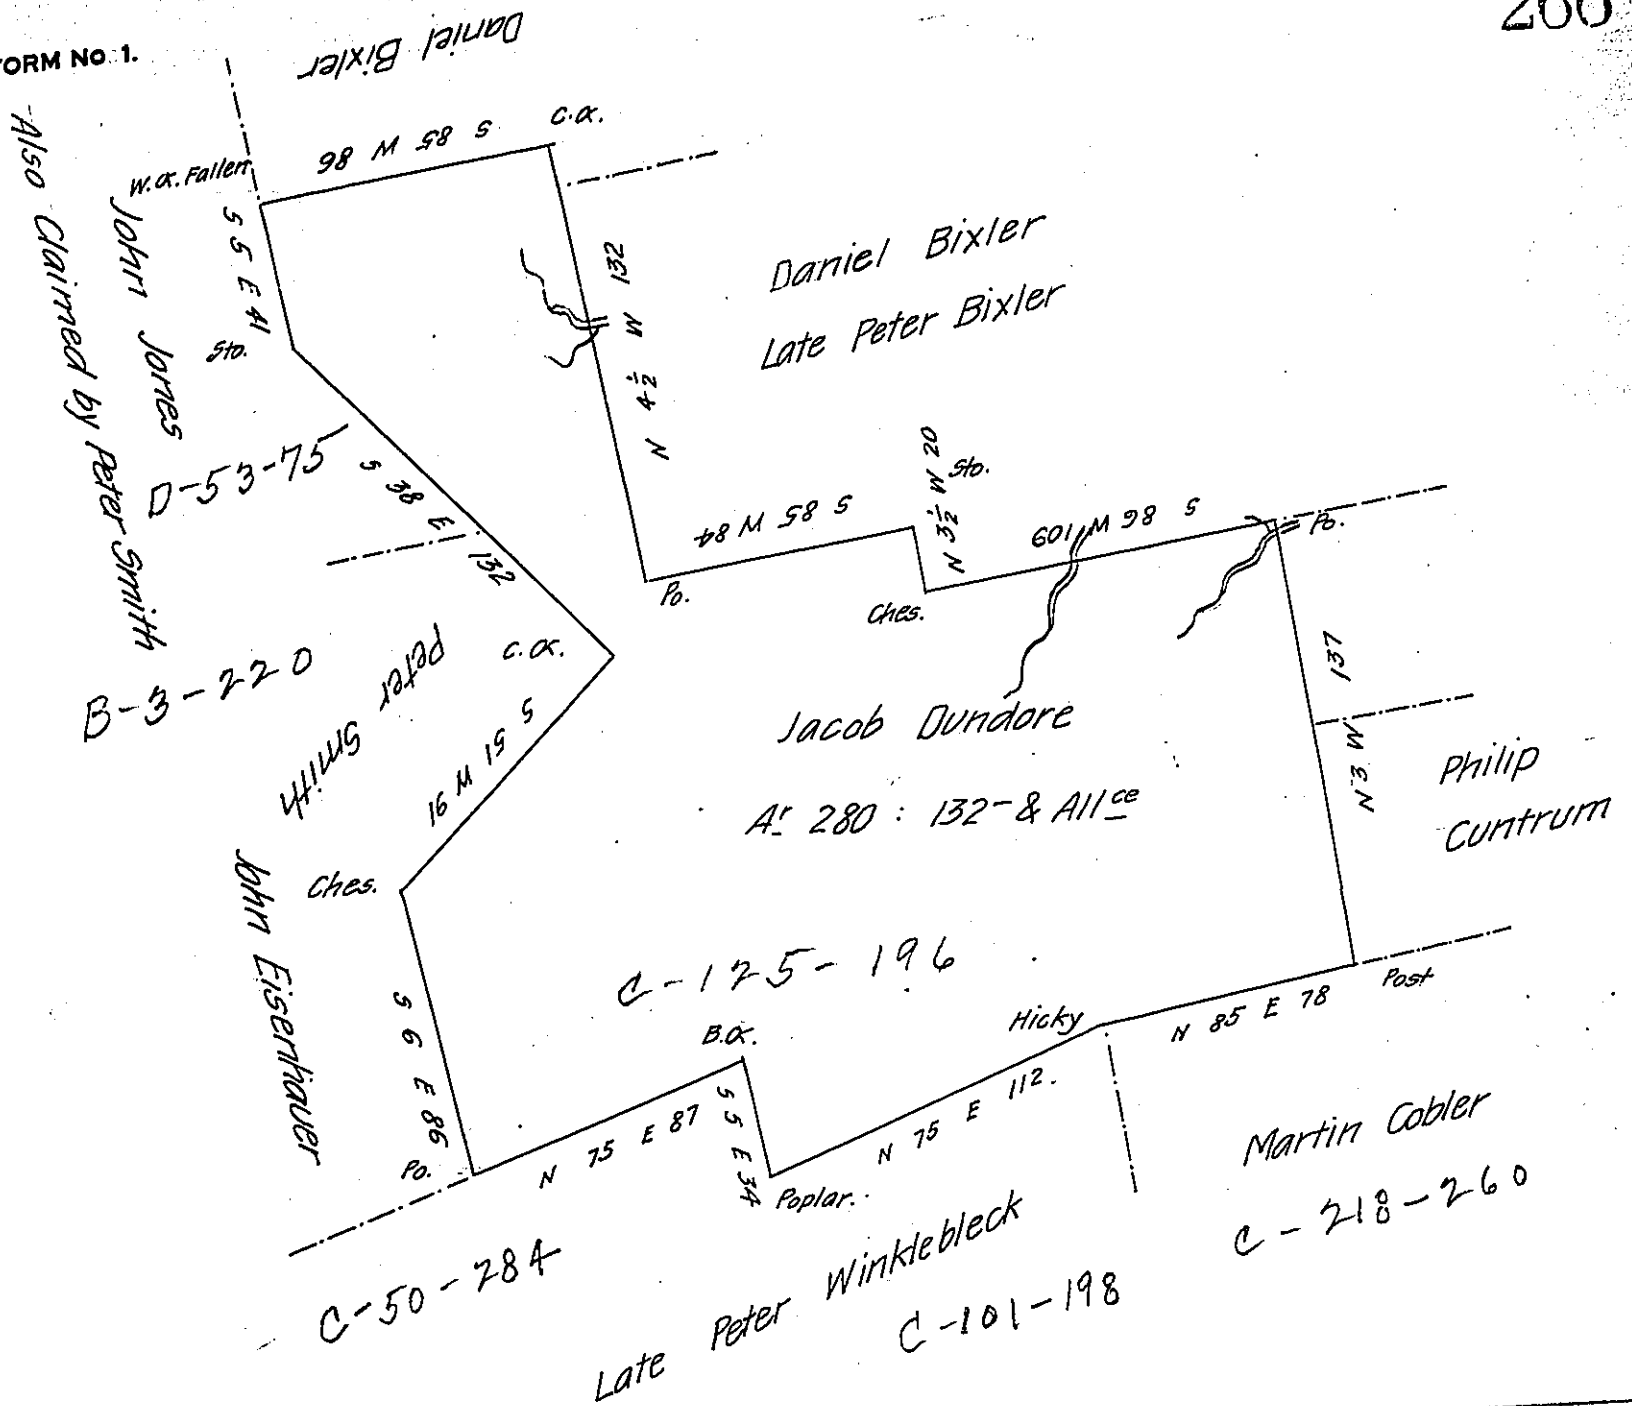 FORM No. 1.
200
Daniel Bixler
Also Claimed by Peter Smith
W.O. Fallen
S 85 W 86
C.O.
John Jones
S 5 E 41
Sto.
N 4½ W 132
Daniel Bixler
Late Peter Bixler
D-53-75
S 38 E 132
S 85 W 84
Po.
N 3½ W 20
Sto.
Ches.
S 86 W 109
Po.
B-3-220
Peter Smith
C.O.
S 51 W 91
Jacob Dundore
Ar 280 : 132 - & Allce
N 3 W 137
Philip
Cuntrum
John Eisenhauer
Ches.
S 6 E 86
Po.
C-125-196
B.O.
N 75 E 87
S 5 E 34
Poplar.
Hicky
N 75 E 112.
N 85 E 78
Post
Martin Cobler
C-218-260
C-50-284
Late Peter Winklebleck
C-101-198